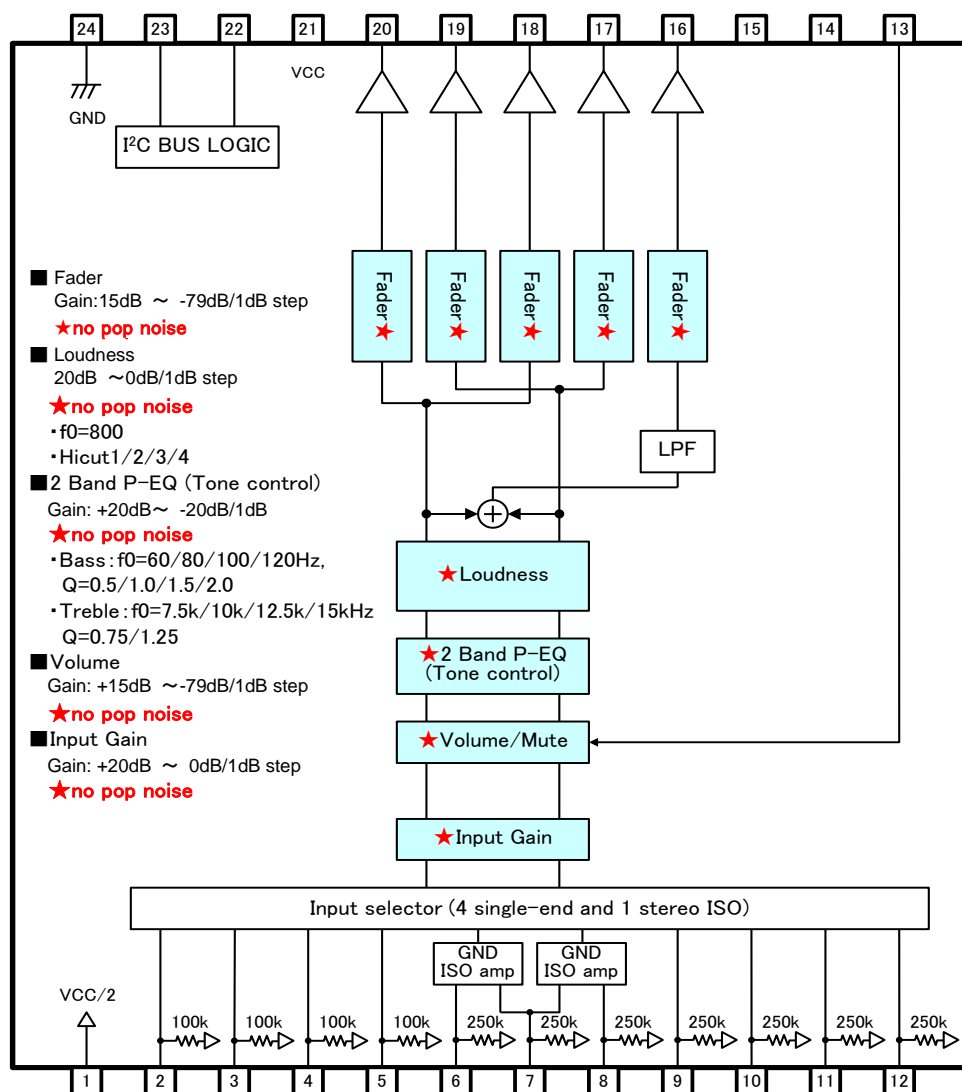 24 23 22 21 20 19 18 17 16 15 14 13
VCC
GND
I²C BUS LOGIC
■ Fader
Gain:15dB ～ -79dB/1dB step
★no pop noise
■ Loudness
20dB ～0dB/1dB step
★no pop noise
・f0=800
・Hicut1/2/3/4
■2 Band P-EQ (Tone control)
Gain: +20dB～ -20dB/1dB
★no pop noise
・Bass:f0=60/80/100/120Hz,
Q=0.5/1.0/1.5/2.0
・Treble:f0=7.5k/10k/12.5k/15kHz
Q=0.75/1.25
■Volume
Gain: +15dB ～-79dB/1dB step
★no pop noise
■Input Gain
Gain: +20dB ～ 0dB/1dB step
★no pop noise
Fader★
Fader★
Fader★
Fader★
Fader★
LPF
★Loudness
★2 Band P-EQ
(Tone control)
★Volume/Mute
★Input Gain
Input selector (4 single-end and 1 stereo ISO)
GND
ISO amp
GND
ISO amp
VCC/2
100k 100k 100k 100k 250k 250k 250k 250k 250k 250k 250k
1 2 3 4 5 6 7 8 9 10 11 12